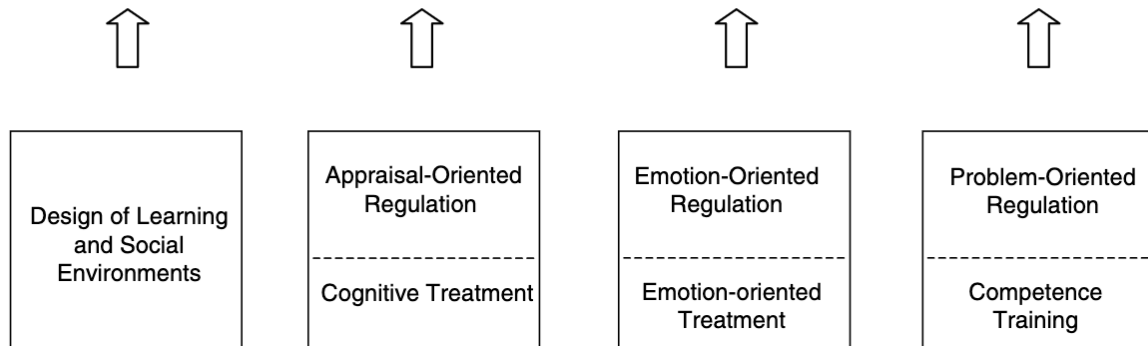 Design of Learning
and Social
Environments
Appraisal-Oriented
Regulation
Cognitive Treatment
Emotion-Oriented
Regulation
Emotion-oriented
Treatment
Problem-Oriented
Regulation
Competence
Training